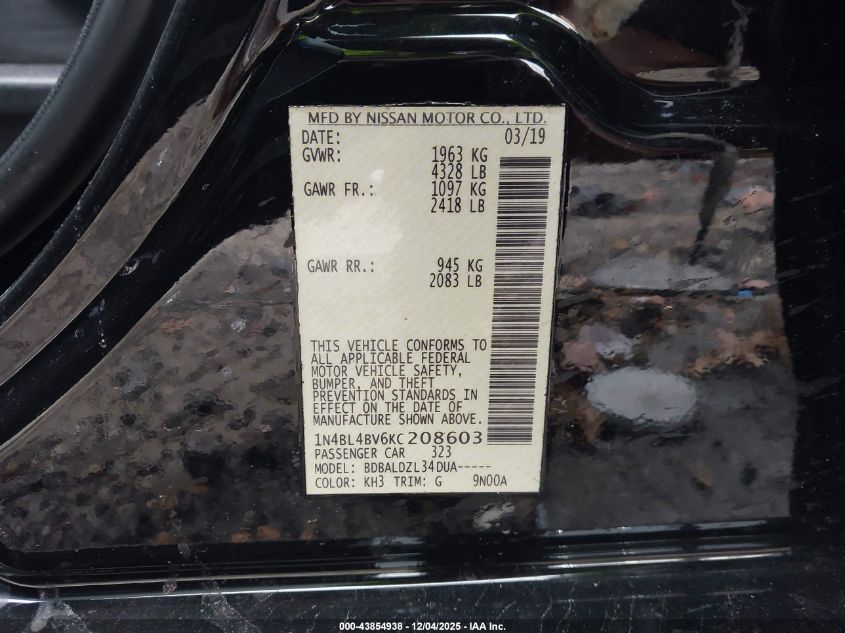 MFD BY NISSAN MOTOR CO., LTD.
DATE: 03/19
GVWR: 1963 KG
4328 LB
GAWR FR.: 1097 KG
2418 LB
GAWR RR.: 945 KG
2083 LB
THIS VEHICLE CONFORMS TO
ALL APPLICABLE FEDERAL
MOTOR VEHICLE SAFETY,
BUMPER, AND THEFT
PREVENTION STANDARDS IN
EFFECT ON THE DATE OF
MANUFACTURE SHOWN ABOVE.
1N4BL4BV6KC208603
PASSENGER CAR 323
MODEL: BDBALDZL34DUA-----
COLOR: KH3 TRIM: G 9N00A
000-43854938 - 12/04/2025 - IAA Inc.